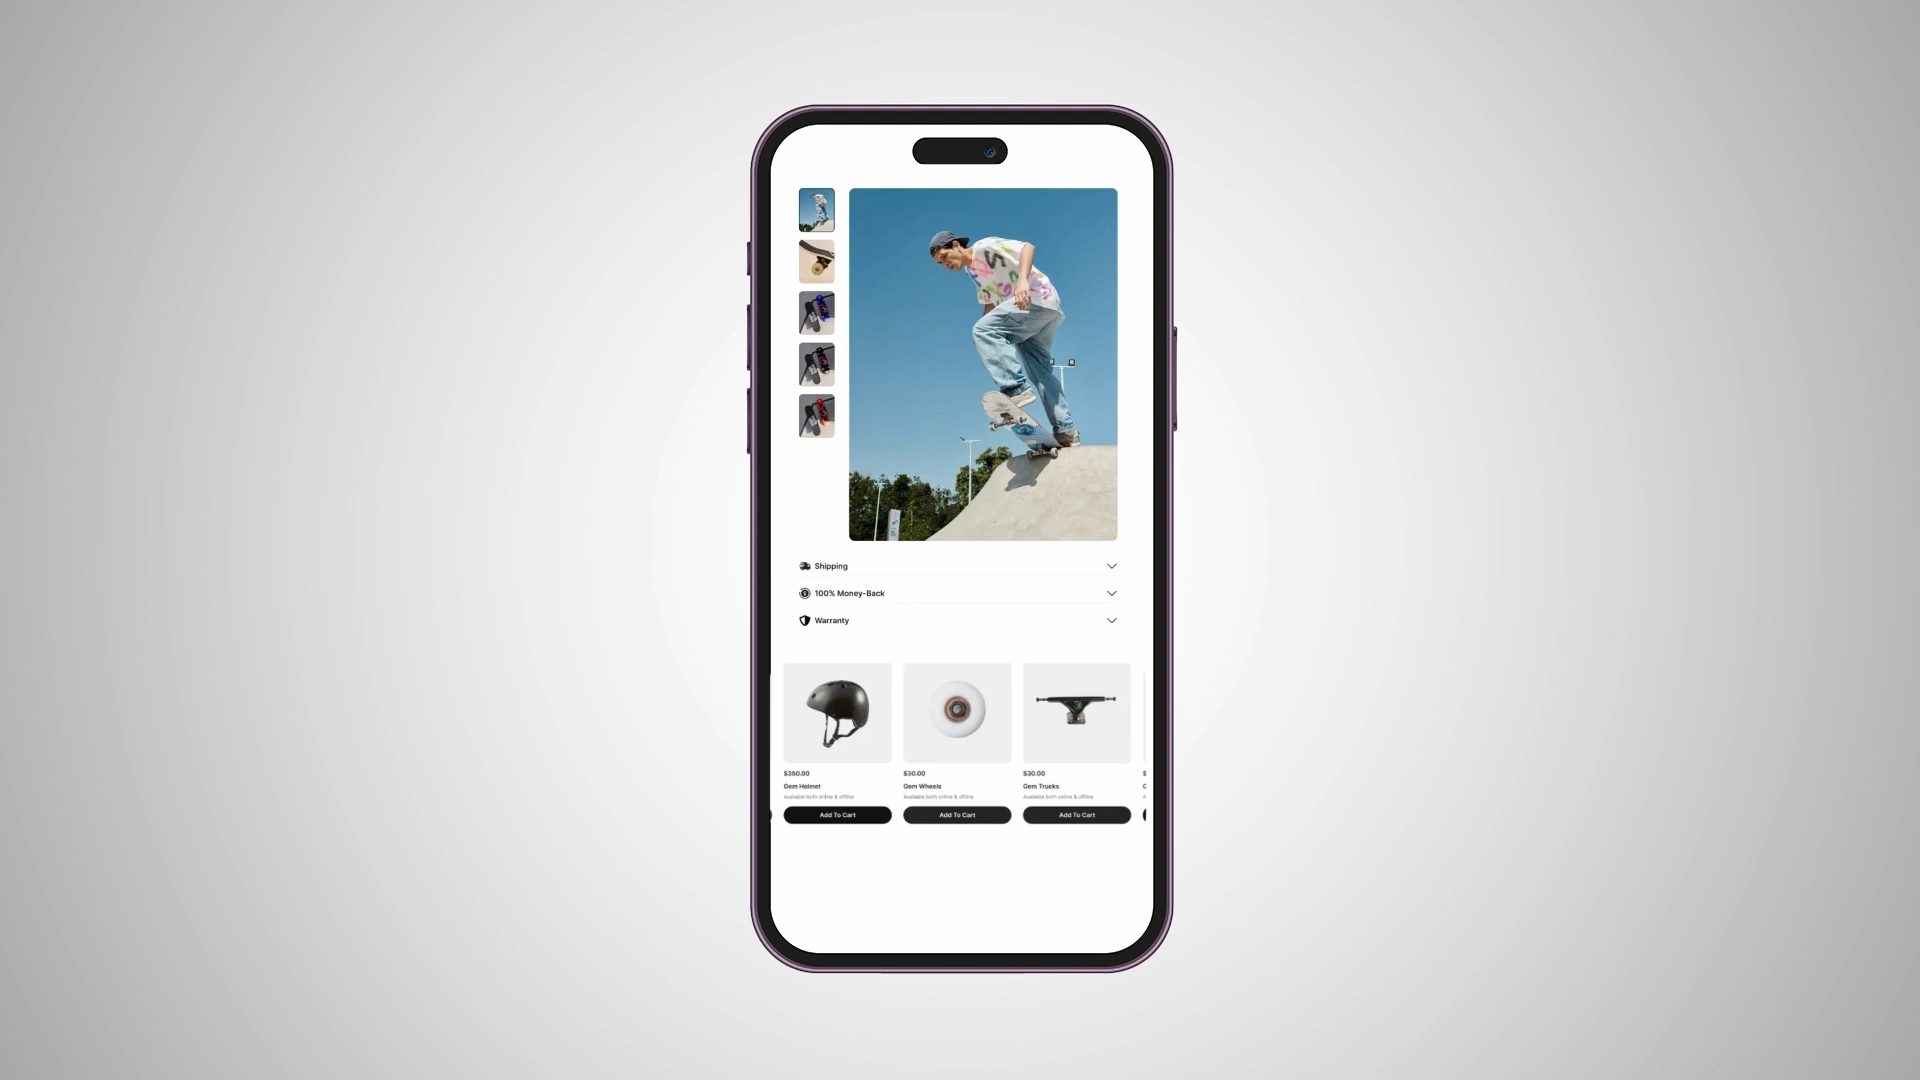 Shipping
100% Money-Back
Warranty
$350.00 $30.00 $30.00
Gem Helmet Gem Wheels Gem Trucks
Available both online & offline Available both online & offline Available both online & offline
Add To Cart Add To Cart Add To Cart